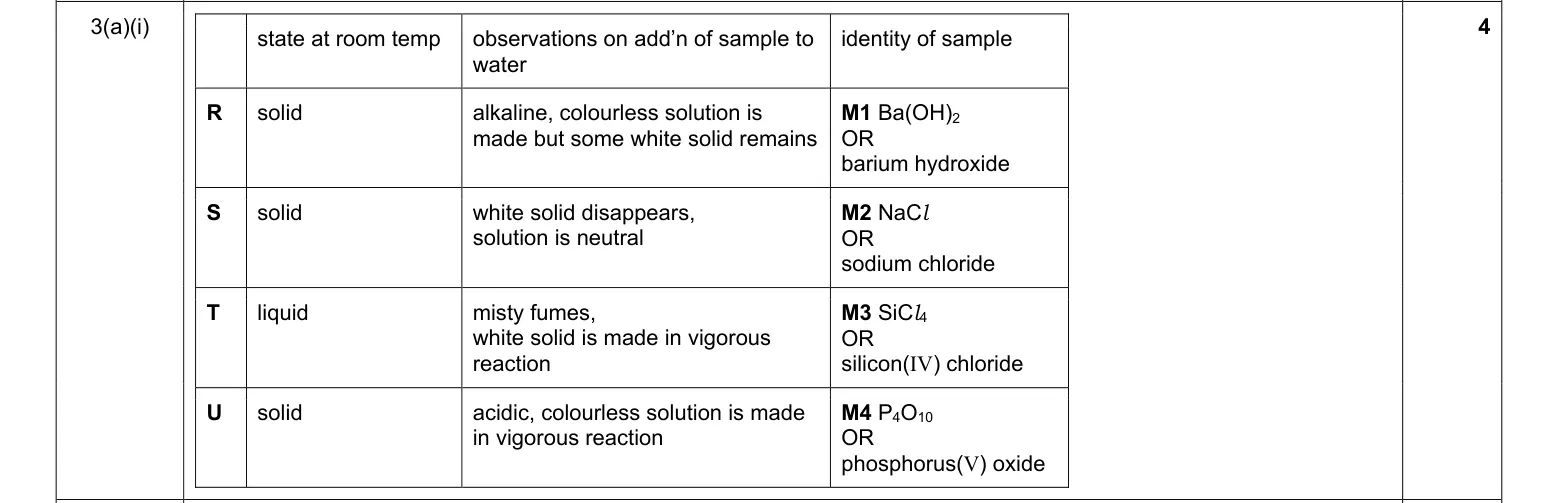 3(a)(i)
4
state at room temp
observations on add’n of sample to
water
identity of sample
R
solid
alkaline, colourless solution is
made but some white solid remains
M1 Ba(OH)₂
OR
barium hydroxide
S
solid
white solid disappears,
solution is neutral
M2 NaCl
OR
sodium chloride
T
liquid
misty fumes,
white solid is made in vigorous
reaction
M3 SiCl₄
OR
silicon(IV) chloride
U
solid
acidic, colourless solution is made
in vigorous reaction
M4 P₄O₁₀
OR
phosphorus(V) oxide